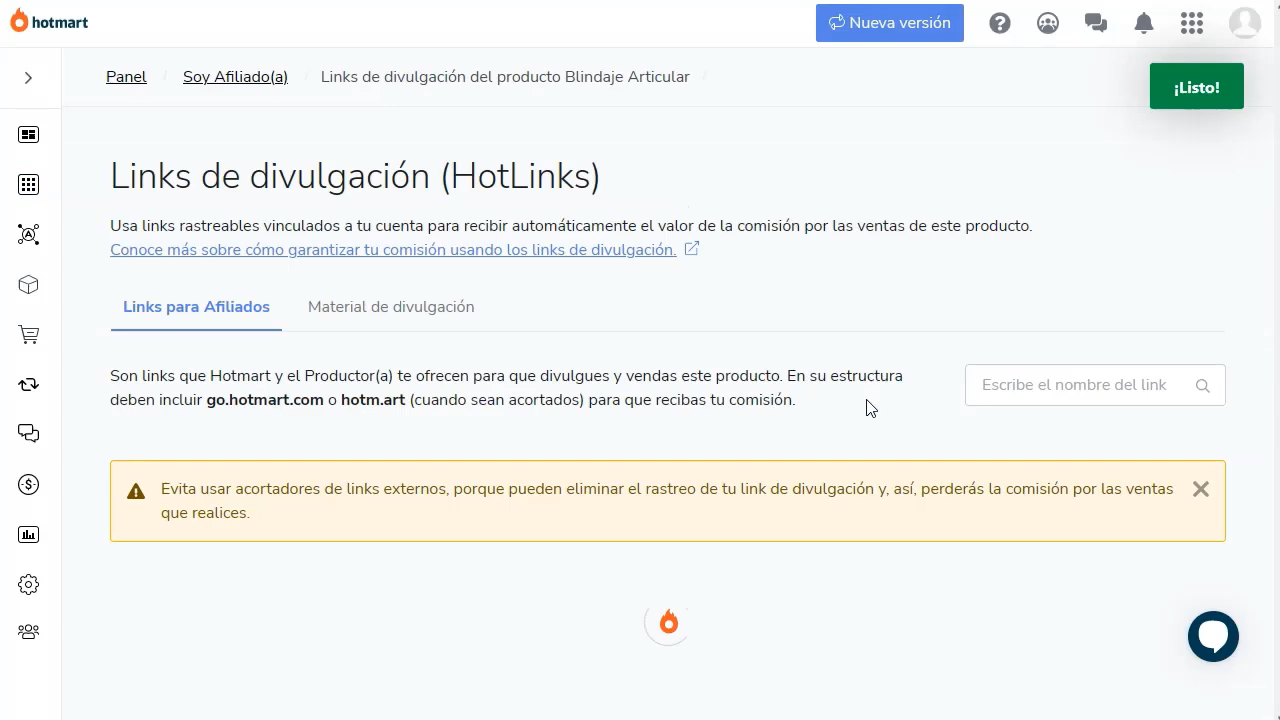 hotmart
Nueva versión
Panel / Soy Afiliado(a) / Links de divulgación del producto Blindaje Articular /
¡Listo!
Links de divulgación (HotLinks)
Usa links rastreables vinculados a tu cuenta para recibir automáticamente el valor de la comisión por las ventas de este producto.
Conoce más sobre cómo garantizar tu comisión usando los links de divulgación.
Links para Afiliados
Material de divulgación
Son links que Hotmart y el Productor(a) te ofrecen para que divulgues y vendas este producto. En su estructura
deben incluir go.hotmart.com o hotm.art (cuando sean acortados) para que recibas tu comisión.
Escribe el nombre del link
Evita usar acortadores de links externos, porque pueden eliminar el rastreo de tu link de divulgación y, así, perderás la comisión por las ventas
que realices.